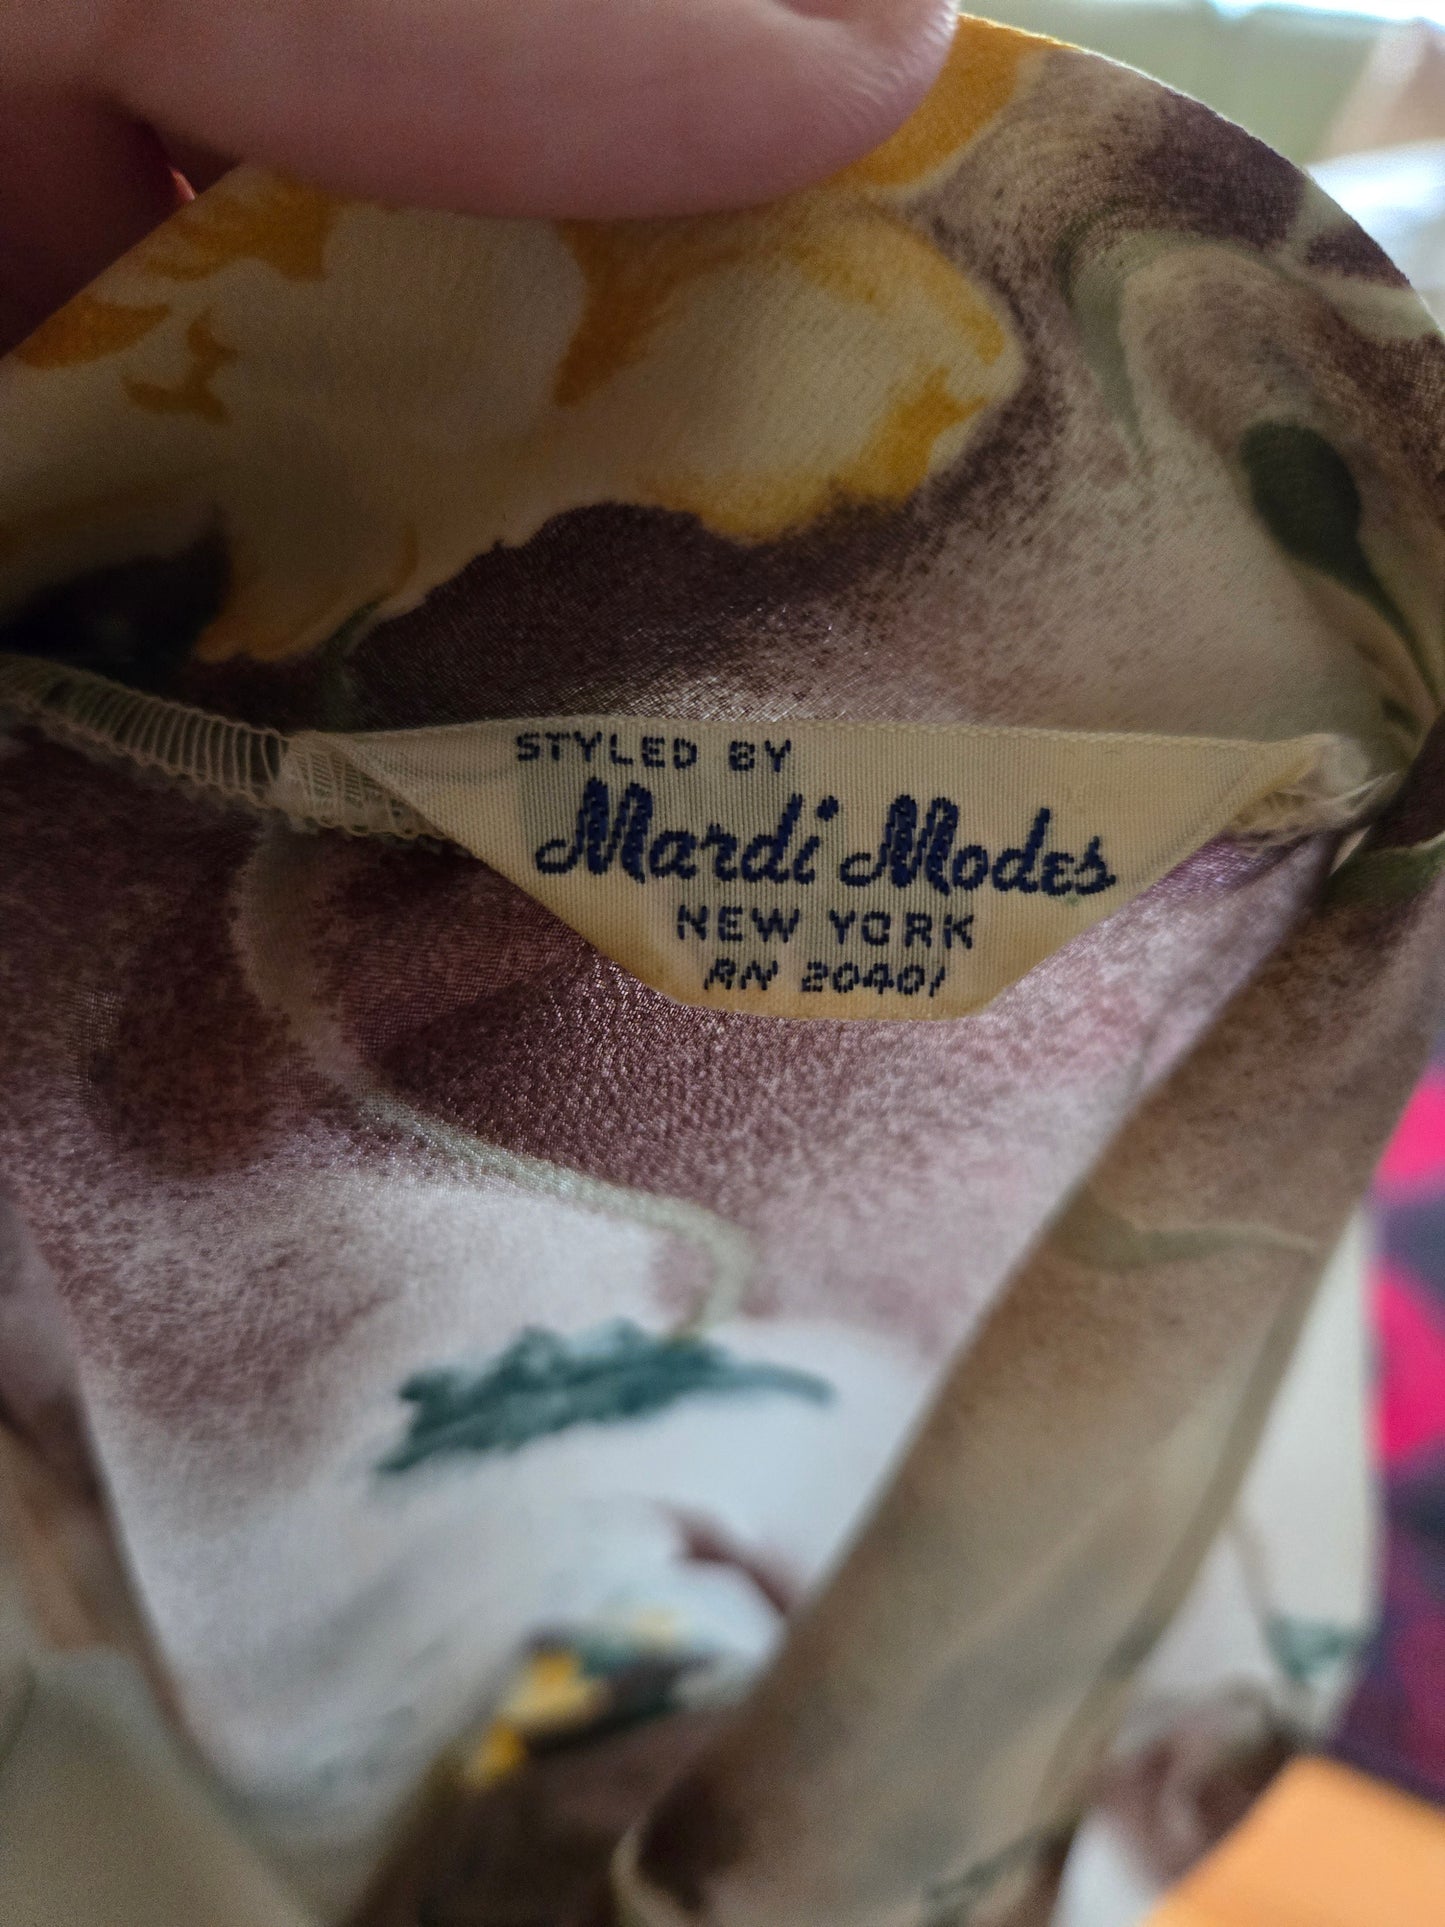 STYLED BY
Mardi Modes
NEW YORK
RN 20401